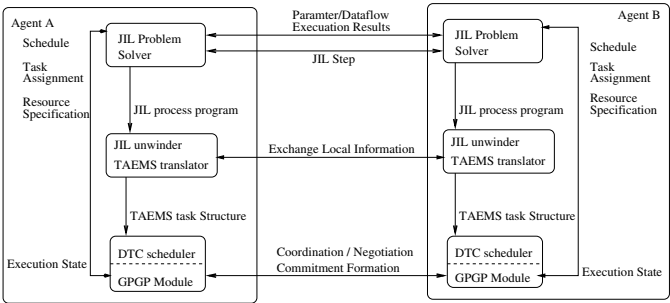 Agent A
Schedule
Task
Assignment
Resource
Specification
JIL Problem
Solver
JIL process program
JIL unwinder
TAEMS translator
TAEMS task Structure
DTC scheduler
GPGP Module
Execution State
Paramter/Dataflow
Execution Results
JIL Step
Exchange Local Information
Coordination / Negotiation
Commitment Formation
Agent B
JIL Problem
Solver
Schedule
Task
Assignment
Resource
Specification
JIL process program
JIL unwinder
TAEMS translator
TAEMS task Structure
DTC scheduler
GPGP Module
Execution State